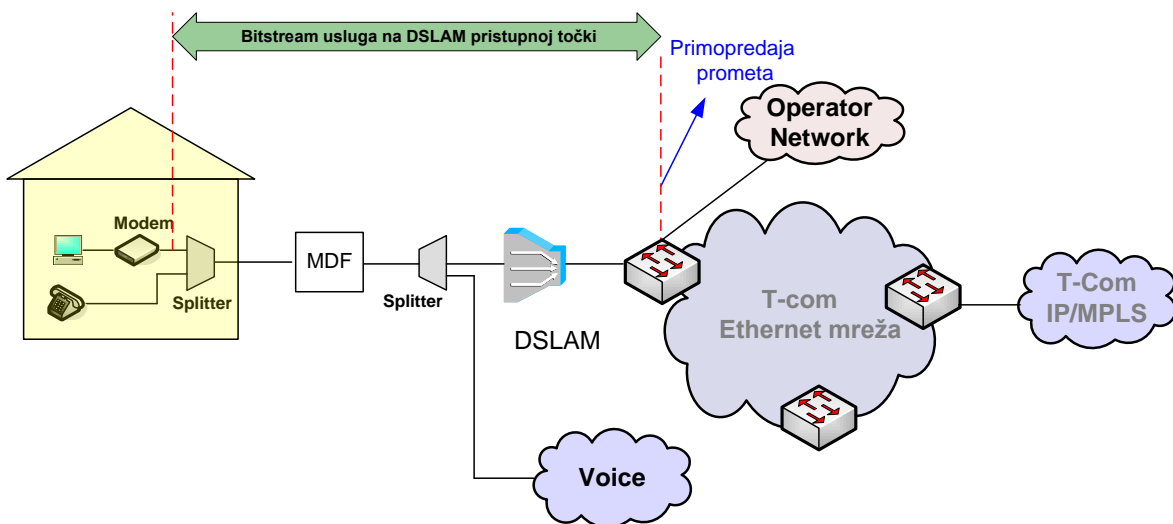 Bitstream usluga na DSLAM pristupnoj točki
Primopredaja
prometa
Operator
Network
Modem
Splitter
MDF
Splitter
DSLAM
T-com
Ethernet mreža
T-Com
IP/MPLS
Voice